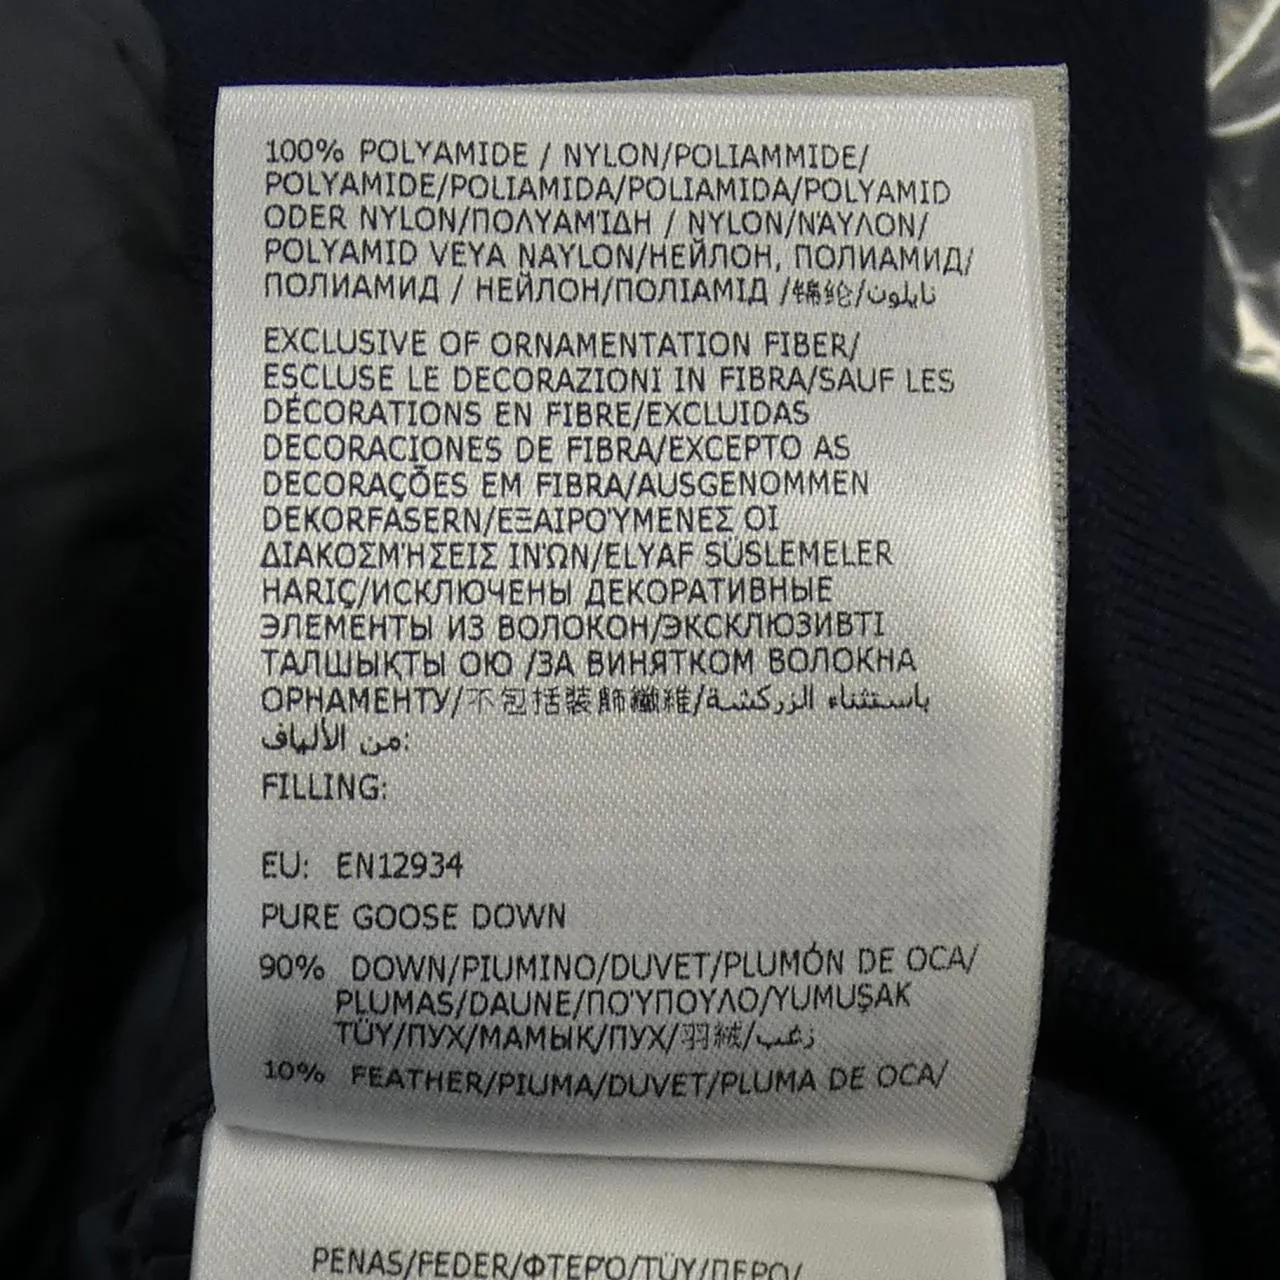 100% POLYAMIDE / NYLON/POLIAMMIDE/
POLYAMIDE/POLIAMIDA/POLIAMIDA/POLYAMID
ODER NYLON/ΠΟΛΥΑΜΊΔΗ / NYLON/ΝΆΥΛΟΝ/
POLYAMID VEYA NAYLON/НЕЙЛОН, ПОЛИАМИД/
ПОЛИАМИД / НЕЙЛОН/ПОЛІАМІД /锦纶/نايلون
EXCLUSIVE OF ORNAMENTATION FIBER/
ESCLUSE LE DECORAZIONI IN FIBRA/SAUF LES
DÉCORATIONS EN FIBRE/EXCLUIDAS
DECORACIONES DE FIBRA/EXCEPTO AS
DECORAÇÕES EM FIBRA/AUSGENOMMEN
DEKORFASERN/ΕΞΑΙΡΟΎΜΕΝΕΣ ΟΙ
ΔΙΑΚΟΣΜΉΣΕΙΣ ΙΝΏΝ/ELYAF SÜSLEMELER
HARIÇ/ИСКЛЮЧЕНЫ ДЕКОРАТИВНЫЕ
ЭЛЕМЕНТЫ ИЗ ВОЛОКОН/ЭКСКЛЮЗИВТІ
ТАЛШЫҚТЫ ОЮ /ЗА ВИНЯТКОМ ВОЛОКНА
ОРНАМЕНТУ/不包括裝飾纖維/باستثناء الزركشة
من الألياف:
FILLING:
EU: EN12934
PURE GOOSE DOWN
90% DOWN/PIUMINO/DUVET/PLUMÓN DE OCA/
PLUMAS/DAUNE/ΠΟΎΠΟΥΛΟ/YUMUŞAK
TÜY/ПУХ/МАМЫҚ/ПУХ/羽絨/زغب
10% FEATHER/PIUMA/DUVET/PLUMA DE OCA/
PENAS/FEDER/ΦΤΕΡΌ/TÜY/ПЕРО/